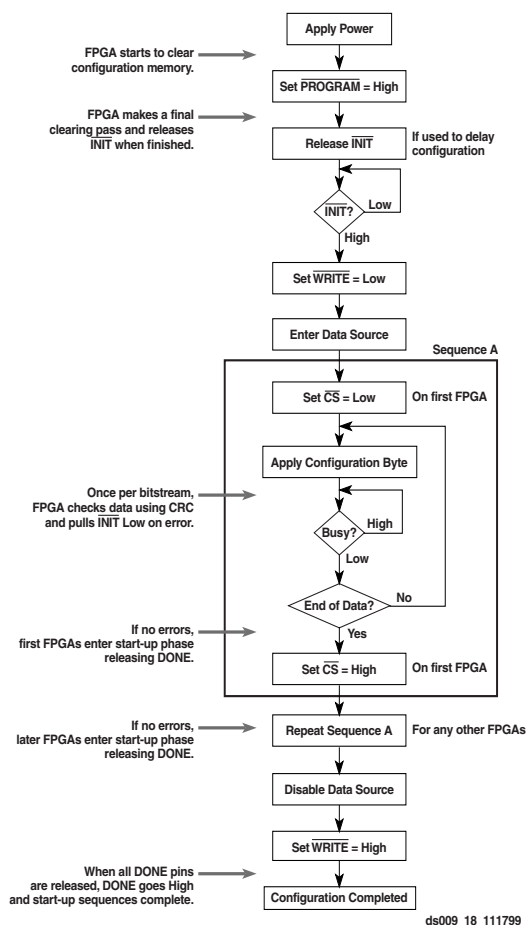 Apply Power
FPGA starts to clear
configuration memory.
Set PROGRAM = High
FPGA makes a final
clearing pass and releases
INIT when finished.
Release INIT
If used to delay
configuration
INIT?
Low
High
Set WRITE = Low
Enter Data Source
Sequence A
Set CS = Low
On first FPGA
Apply Configuration Byte
Once per bitstream,
FPGA checks data using CRC
and pulls INIT Low on error.
Busy?
High
Low
End of Data?
No
Yes
If no errors,
first FPGAs enter start-up phase
releasing DONE.
Set CS = High
On first FPGA
If no errors,
later FPGAs enter start-up phase
releasing DONE.
Repeat Sequence A
For any other FPGAs
Disable Data Source
Set WRITE = High
When all DONE pins
are released, DONE goes High
and start-up sequences complete.
Configuration Completed
ds009_18_111799